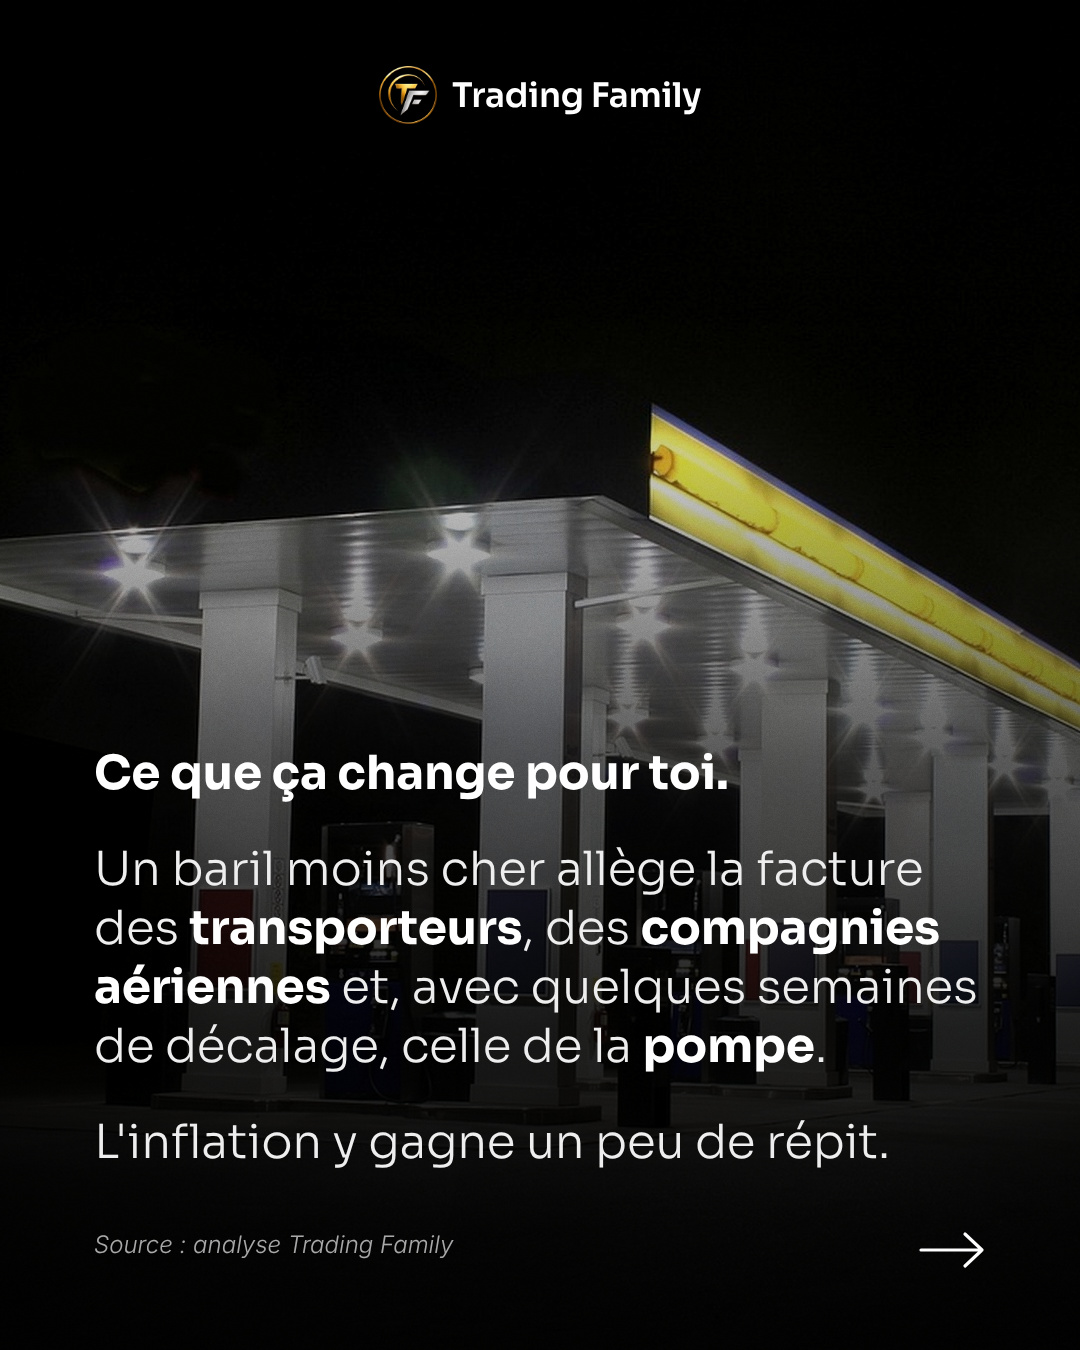 TF Trading Family
Ce que ça change pour toi.
Un baril moins cher allège la facture
des transporteurs, des compagnies
aériennes et, avec quelques semaines
de décalage, celle de la pompe.
L'inflation y gagne un peu de répit.
Source : analyse Trading Family